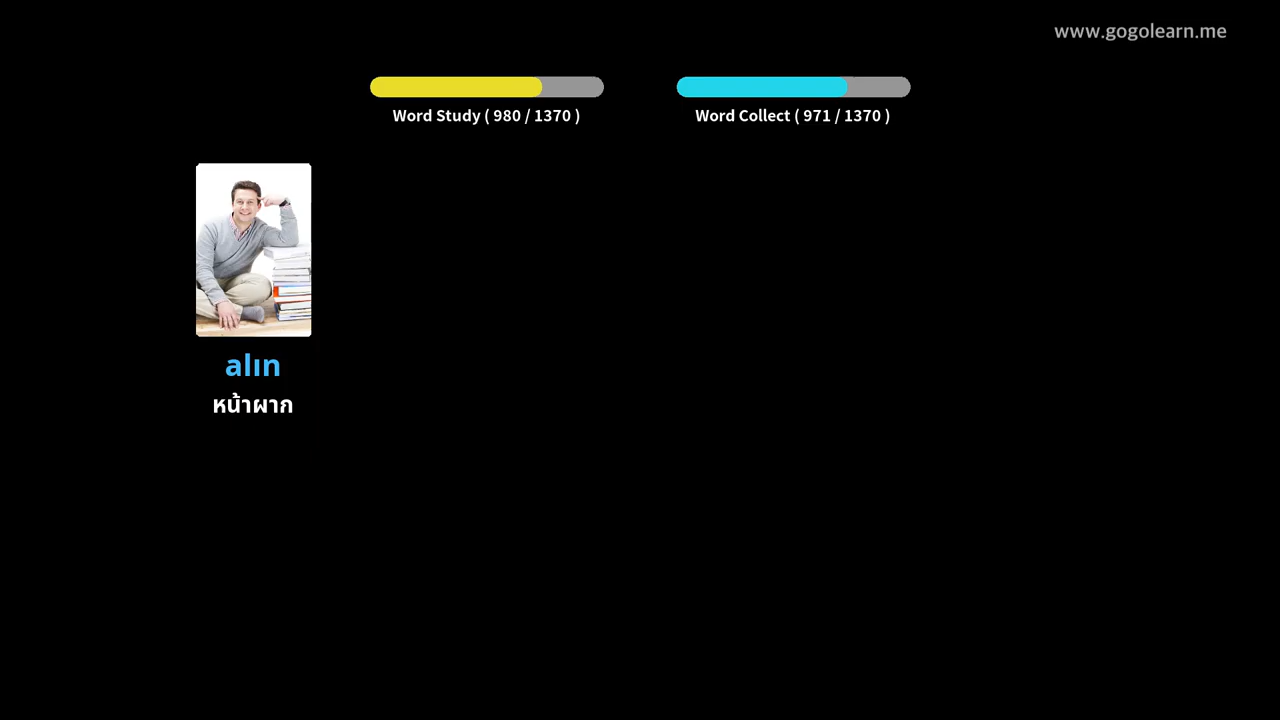 www.gogolearn.me
Word Study ( 980 / 1370 )
Word Collect ( 971 / 1370 )
alın
หน้าผาก